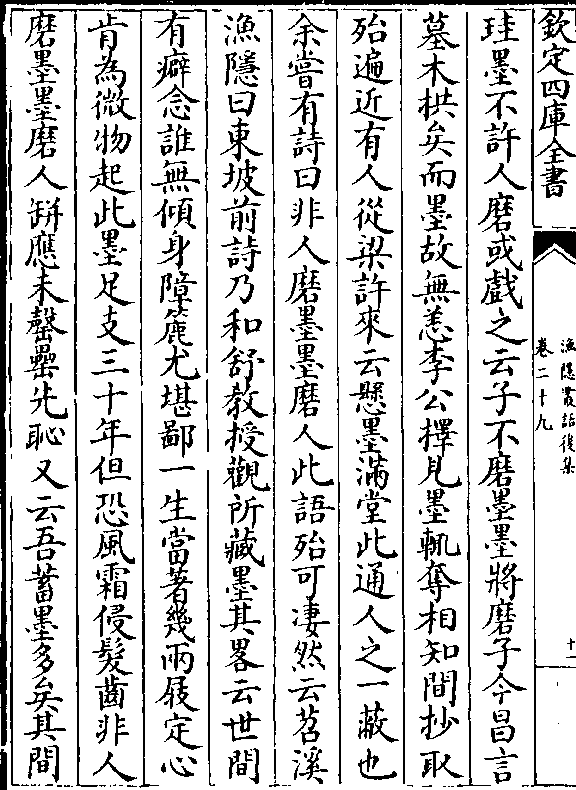 欽定四庫全書
漁隱叢話後集
卷二十九
十一
珪墨不許人磨或戲之云子不磨墨墨將磨子今昌言
墓木栱矣而墨故無恙李公擇見墨輒奪相知間抄取
殆遍近有人從梁許來云懸墨滿堂此通人之一蔽也
余嘗有詩曰非人磨墨墨磨人此語殆可凄然云苕溪
漁隱曰東坡前詩乃和舒教授觀所藏墨其畧云世間
有癖念誰無傾身障簏尤堪鄙一生當著幾兩屐定心
肯為微物起此墨足支三十年但恐風霜侵髮齒非人
磨墨墨磨人缾應未罄罍先恥又云吾蓄墨多矣其間